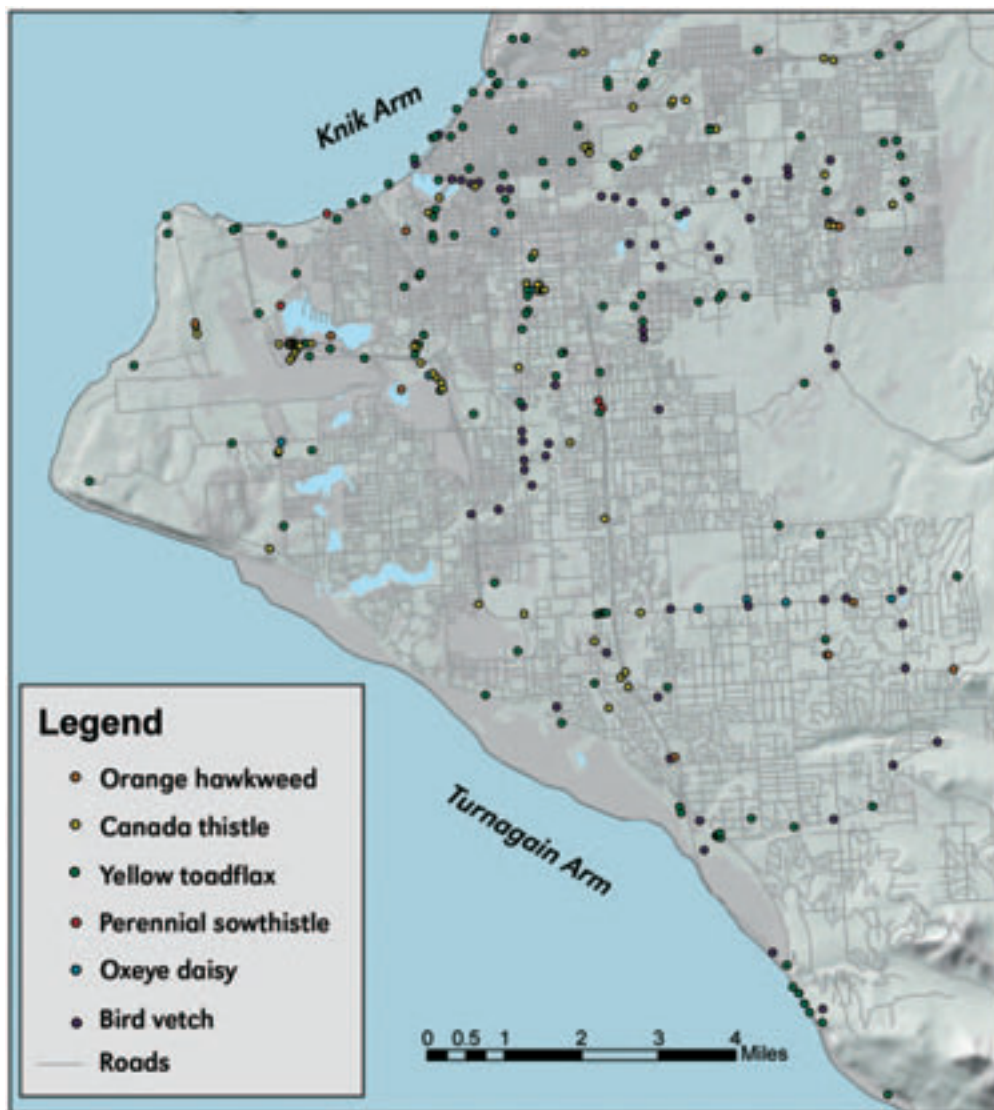 Knik Arm
Turnagain Arm
Legend
Orange hawkweed
Canada thistle
Yellow toadflax
Perennial sowthistle
Oxeye daisy
Bird vetch
Roads
0 0.5 1 2 3 4
Miles